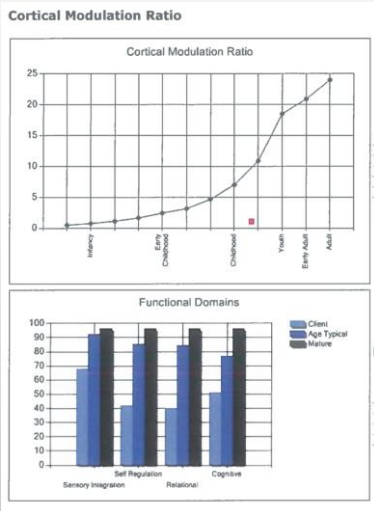 Cortical Modulation Ratio
Cortical Modulation Ratio
25
20
15
10
5
0
Infancy
Early
Childhood
Childhood
Youth
Early Adult
Adult
Functional Domains
100
90
80
70
60
50
40
30
20
10
0
Client
Age Typical
Mature
Self Regulation
Cognitive
Sensory Integration
Relational